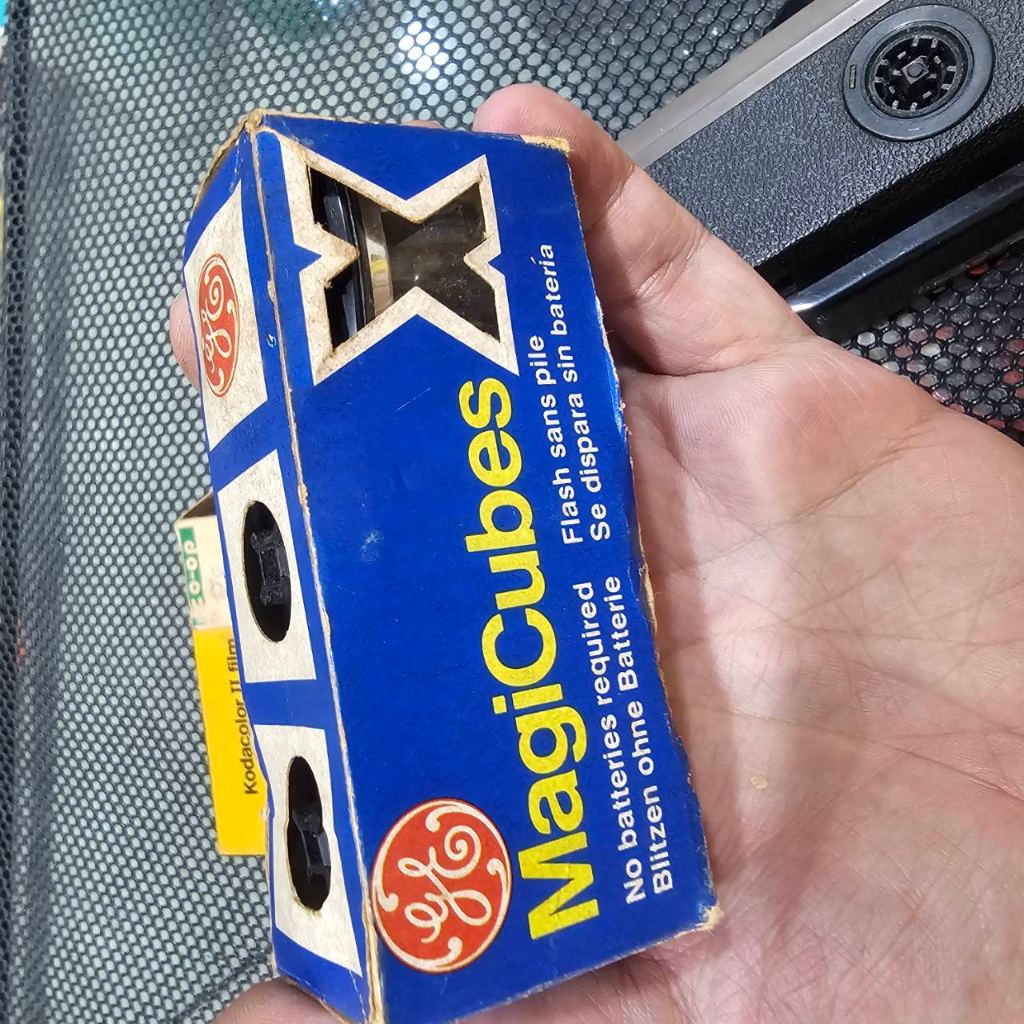 GE
X
MagiCubes
No batteries required Flash sans pile
Blitzen ohne Batterie Se dispara sin batería
GE
Kodacolor II film